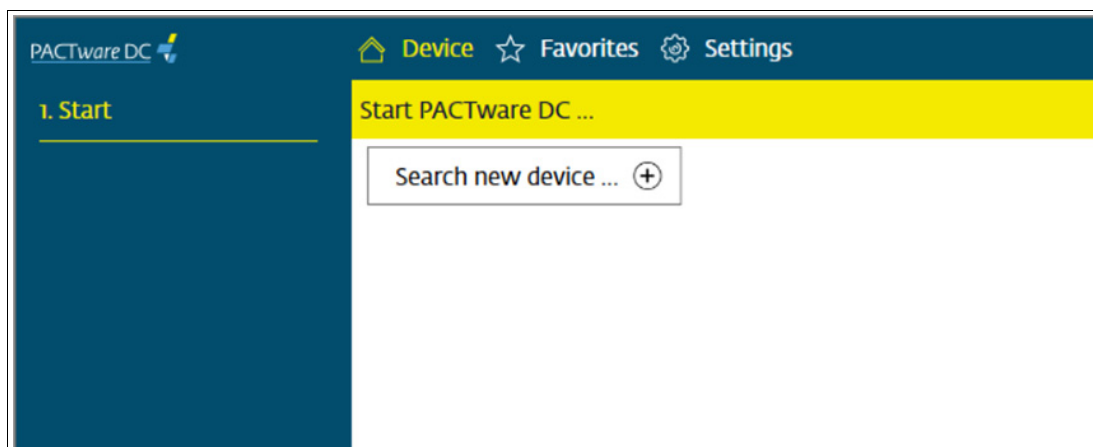 PACTware DC
Device Favorites Settings
1. Start
Start PACTware DC ...
Search new device ...